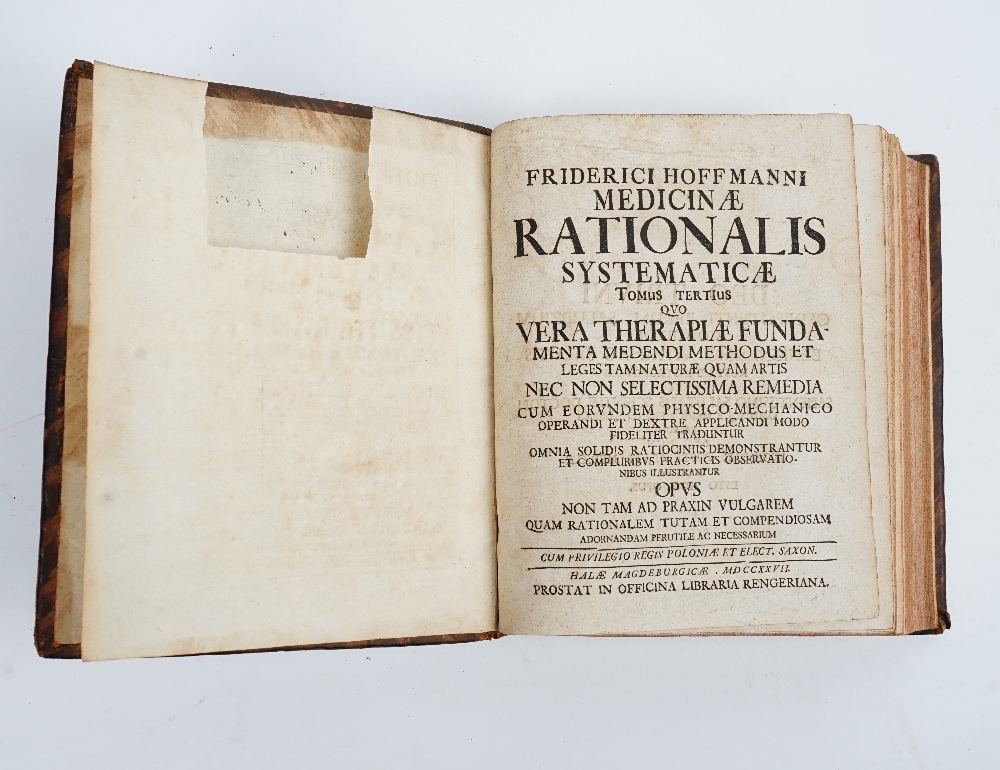 FRIDERICI HOFFMANNI
MEDICINÆ
RATIONALIS
SYSTEMATICÆ
TOMUS TERTIUS
QVO
VERA THERAPIÆ FUNDA-
MENTA MEDENDI METHODUS ET
LEGES TAM NATURÆ QUAM ARTIS
NEC NON SELECTISSIMA REMEDIA
CUM EORVNDEM PHYSICO-MECHANICO
OPERANDI ET DEXTRE APPLICANDI MODO
FIDELITER TRADUNTUR
OMNIA SOLIDIS RATIOCINIIS DEMONSTRANTUR
ET COMPLURIBVS PRACTICIS OBSERVATIO-
NIBUS ILLUSTRANTUR
OPVS
NON TAM AD PRAXIN VULGAREM
QUAM RATIONALEM TUTAM ET COMPENDIOSAM
ADORNANDAM PERUTILE AC NECESSARIUM
CUM PRIVILEGIO REGIS POLONIÆ ET ELECT. SAXON.
HALÆ MAGDEBURGICÆ. MDCCXXVII.
PROSTAT IN OFFICINA LIBRARIA RENGERIANA.